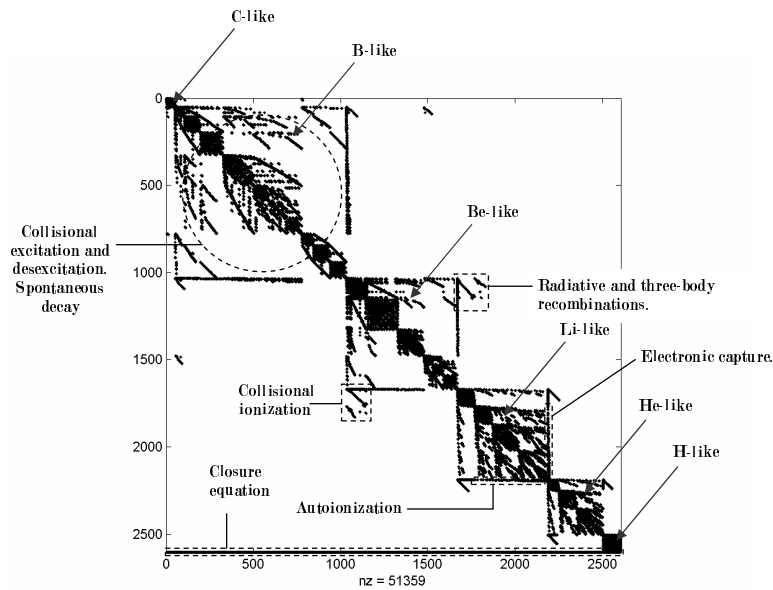 C-like
B-like
0
500
Be-like
Collisional
excitation and
desexcitation.
Spontaneous
decay
1000
Radiative and three-body
recombinations.
Li-like
1500
Electronic capture.
Collisional
ionization
He-like
2000
H-like
Closure
equation
Autoionization
2500
0 500 1000 1500 2000 2500
nz = 51359